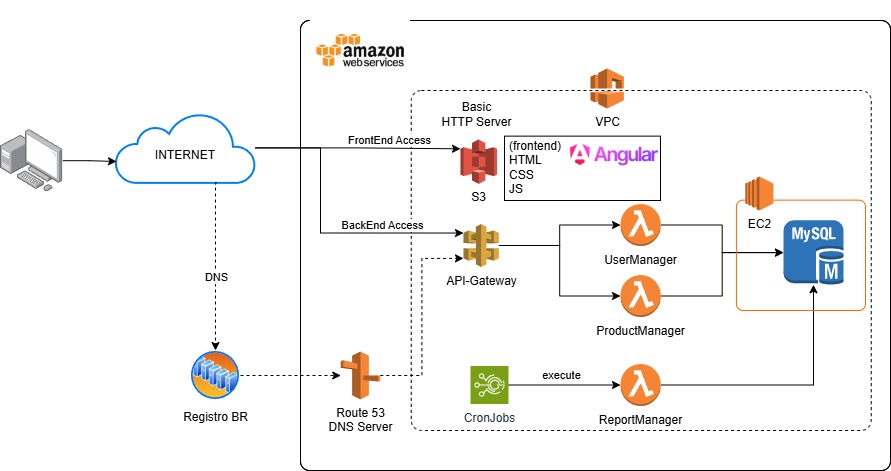 amazon
webservices
Basic
HTTP Server
VPC
INTERNET
FrontEnd Access
(frontend)
HTML
CSS
JS
Angular
S3
EC2
MySQL
M
BackEnd Access
UserManager
API-Gateway
DNS
ProductManager
Registro BR
Route 53
DNS Server
execute
CronJobs
ReportManager